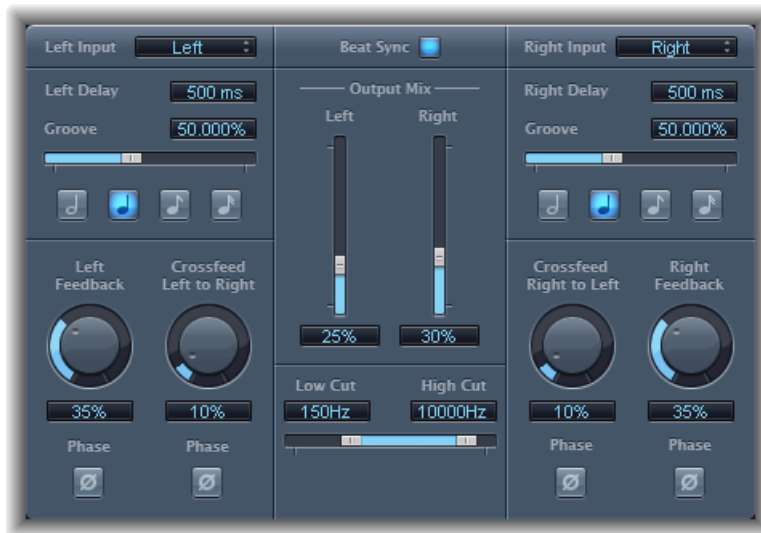 Left Input Left
Beat Sync
Right Input Right
Left Delay 500 ms
Groove 50.000%
Output Mix
Left Right
25% 30%
Right Delay 500 ms
Groove 50.000%
Left Feedback
Crossfeed Left to Right
35% 10%
Phase Phase
Ø Ø
Low Cut High Cut
150Hz 10000Hz
Crossfeed Right to Left
Right Feedback
10% 35%
Phase Phase
Ø Ø